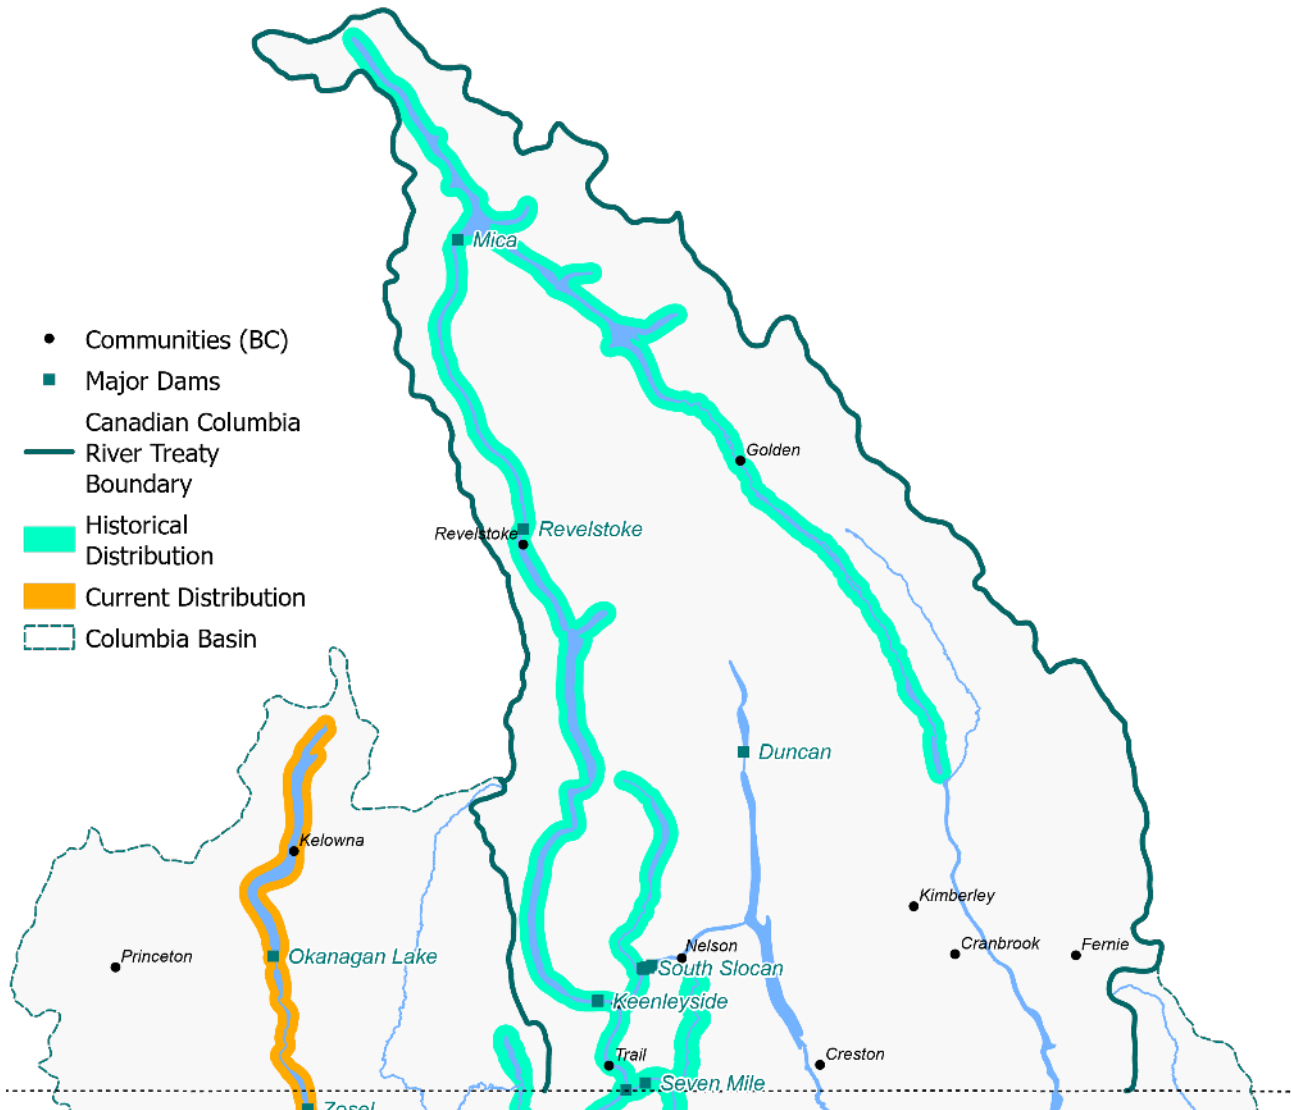 Mica
Communities (BC)
Major Dams
Canadian Columbia
River Treaty
Boundary
Historical
Distribution
Current Distribution
Columbia Basin
Golden
Revelstoke
Revelstoke
Duncan
Kelowna
Kimberley
Princeton
Okanagan Lake
Nelson
Cranbrook
Fernie
South Slocan
Keenleyside
Trail
Creston
Seven Mile
Zosel